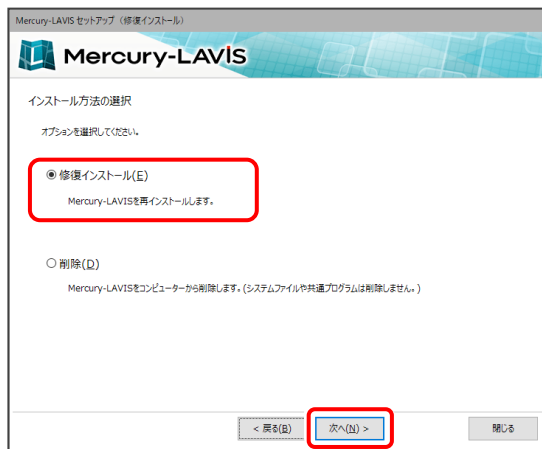 Mercury-LAVIS セットアップ（修復インストール）
Mercury-LAVIS
インストール方法の選択
オプションを選択してください。
修復インストール(E)
Mercury-LAVISを再インストールします。
削除(D)
Mercury-LAVISをコンピューターから削除します。(システムファイルや共通プログラムは削除しません。)
< 戻る(B) 次へ(N) > 閉じる